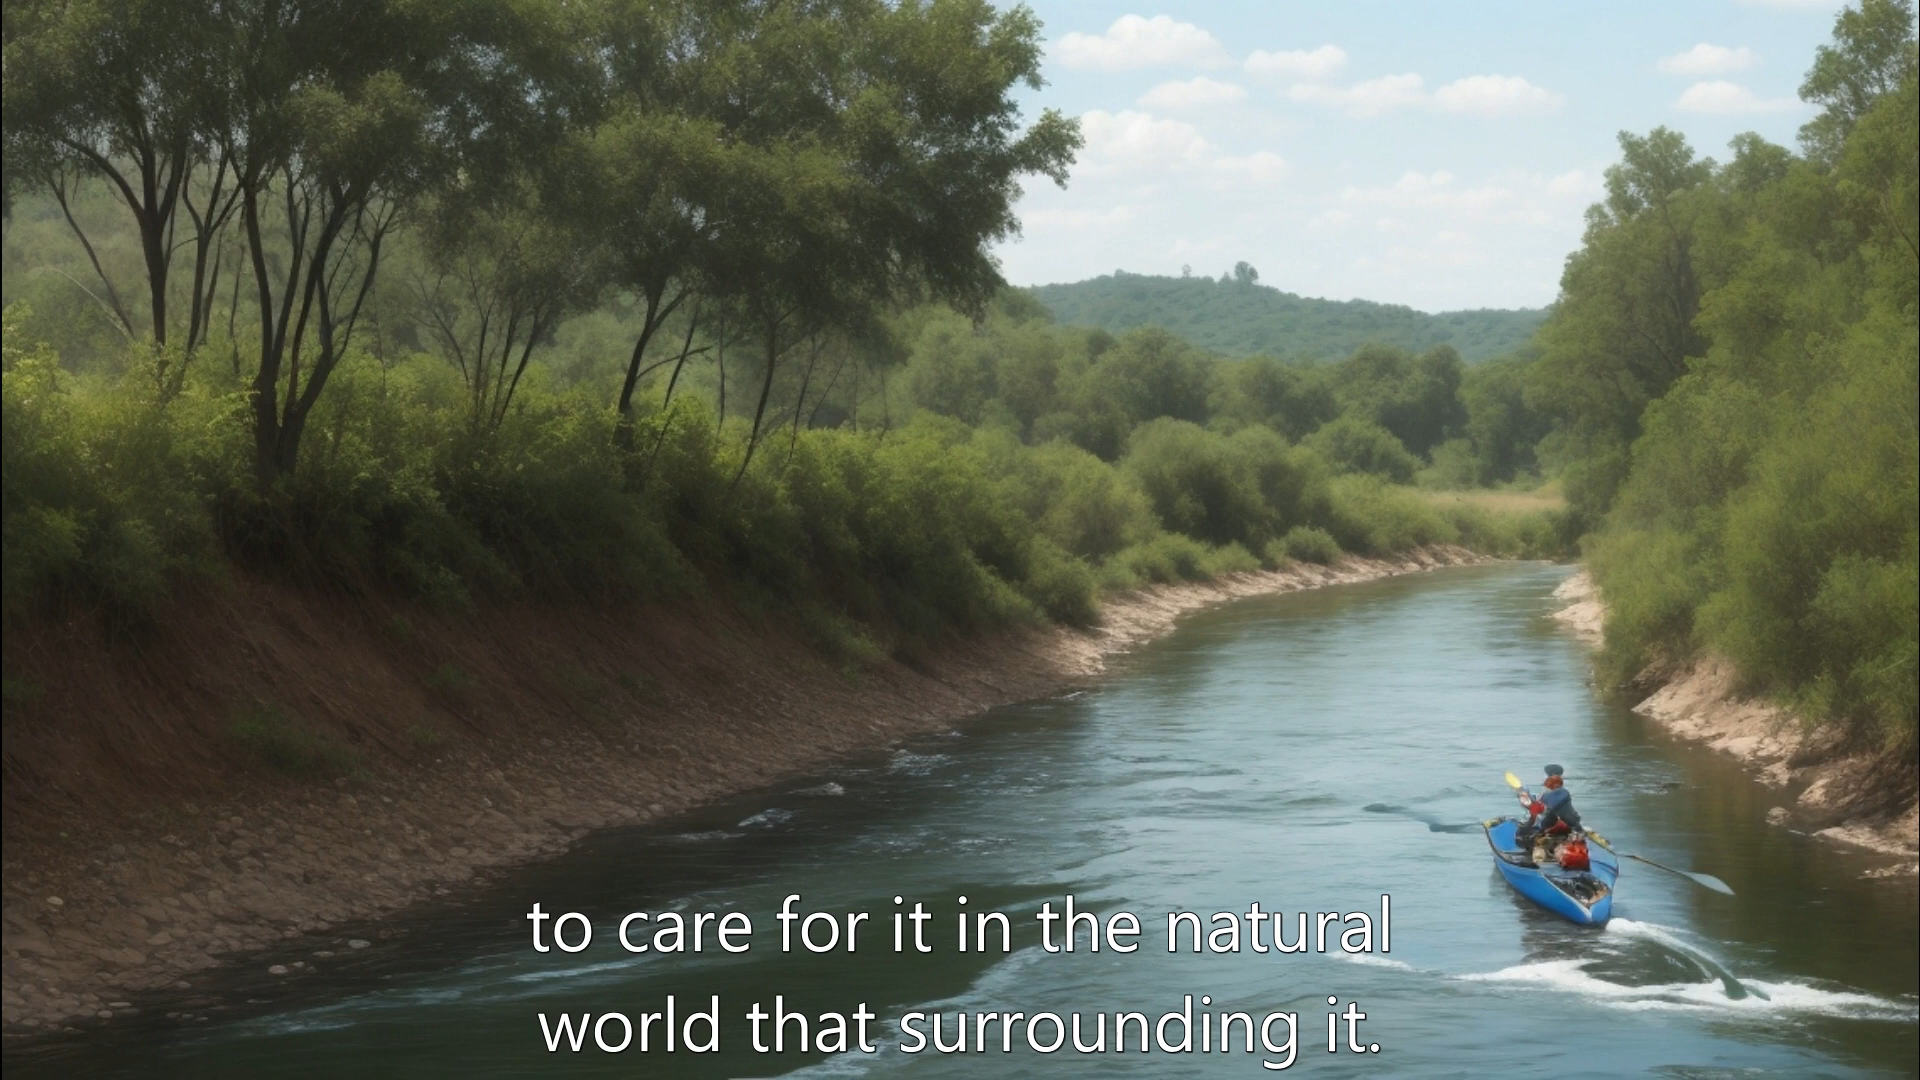 to care for it in the natural
world that surrounding it.